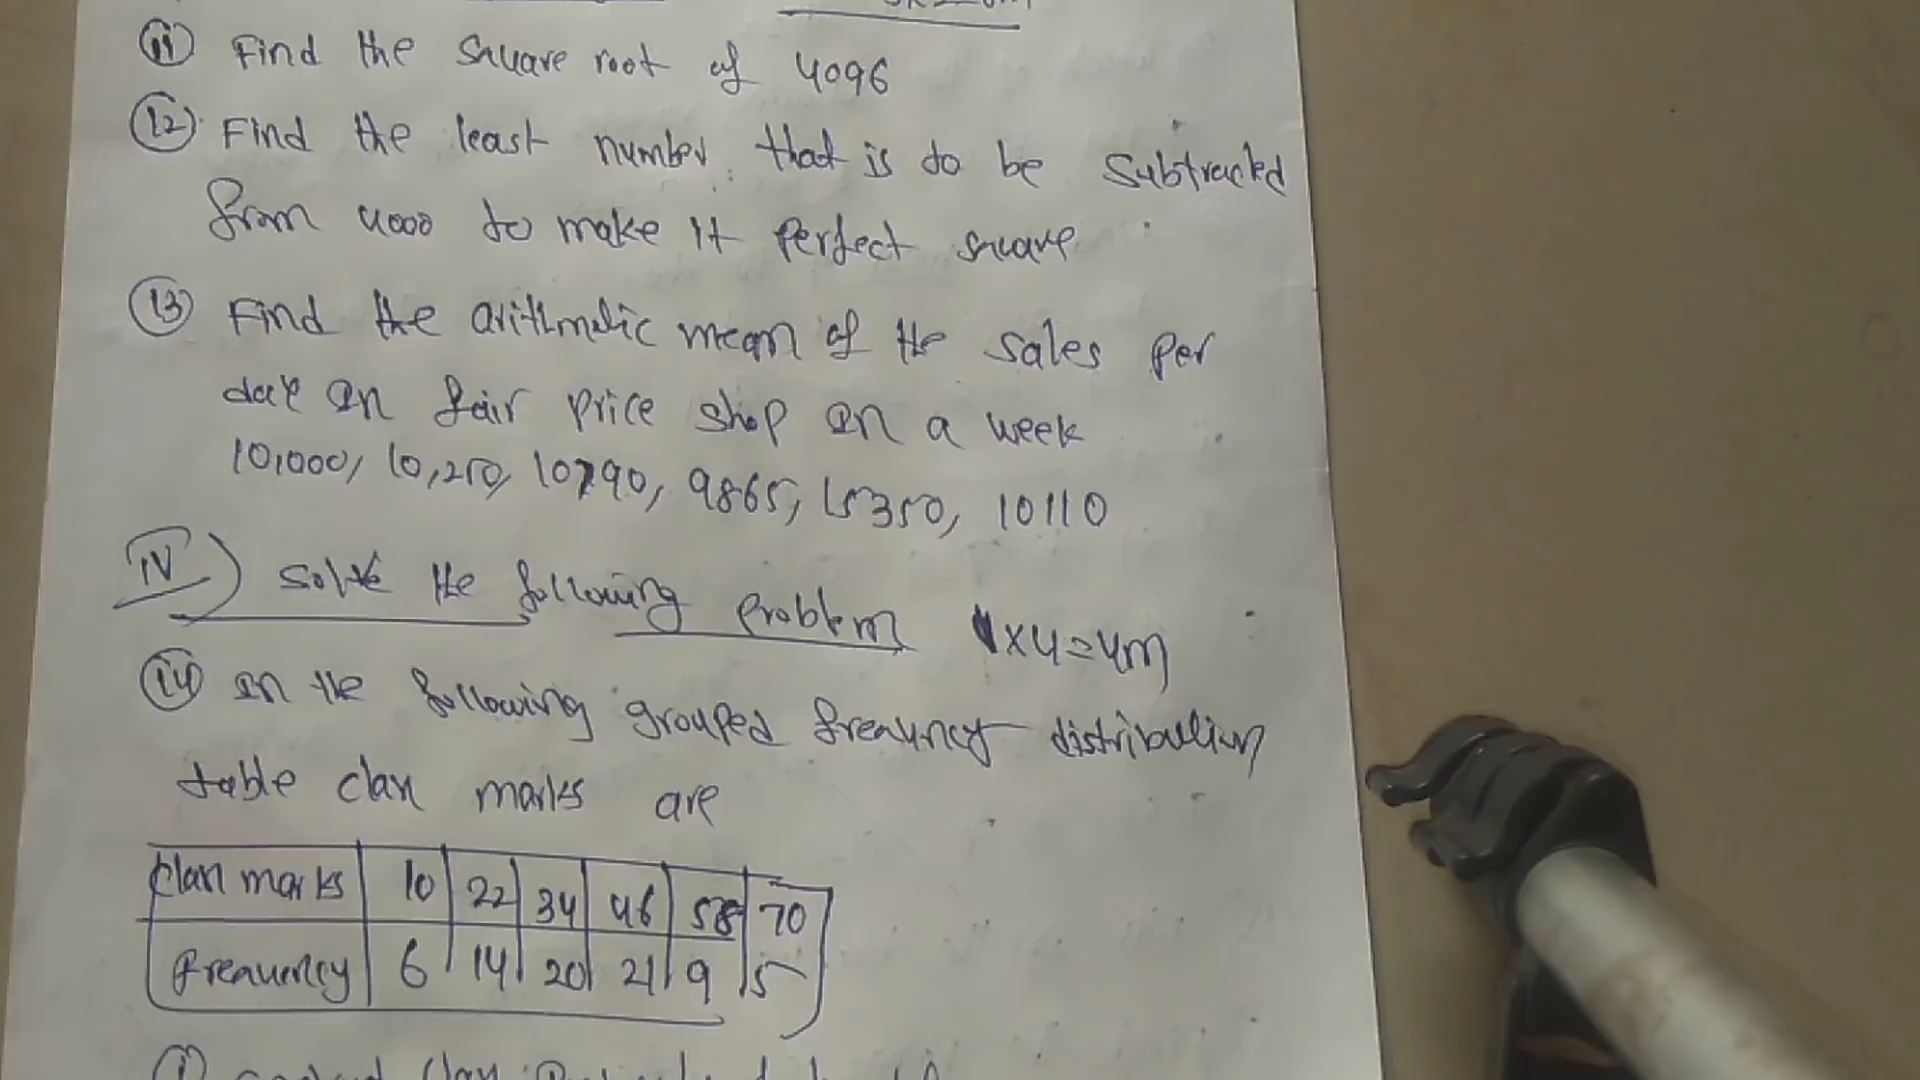 (11) Find the square root of 4096
(12) Find the least number that is to be subtracted
from 4000 to make it perfect square
(13) Find the arithmetic mean of the sales per
day in fair price shop in a week
10,000, 10,250, 10790, 9865, 15350, 10110
IV) solve the following problem 1x4=4m
(14) in the following grouped frequency distribution
table class marks are
Class marks 10 22 34 46 58 70
frequency 6 14 20 21 9 5
(i)